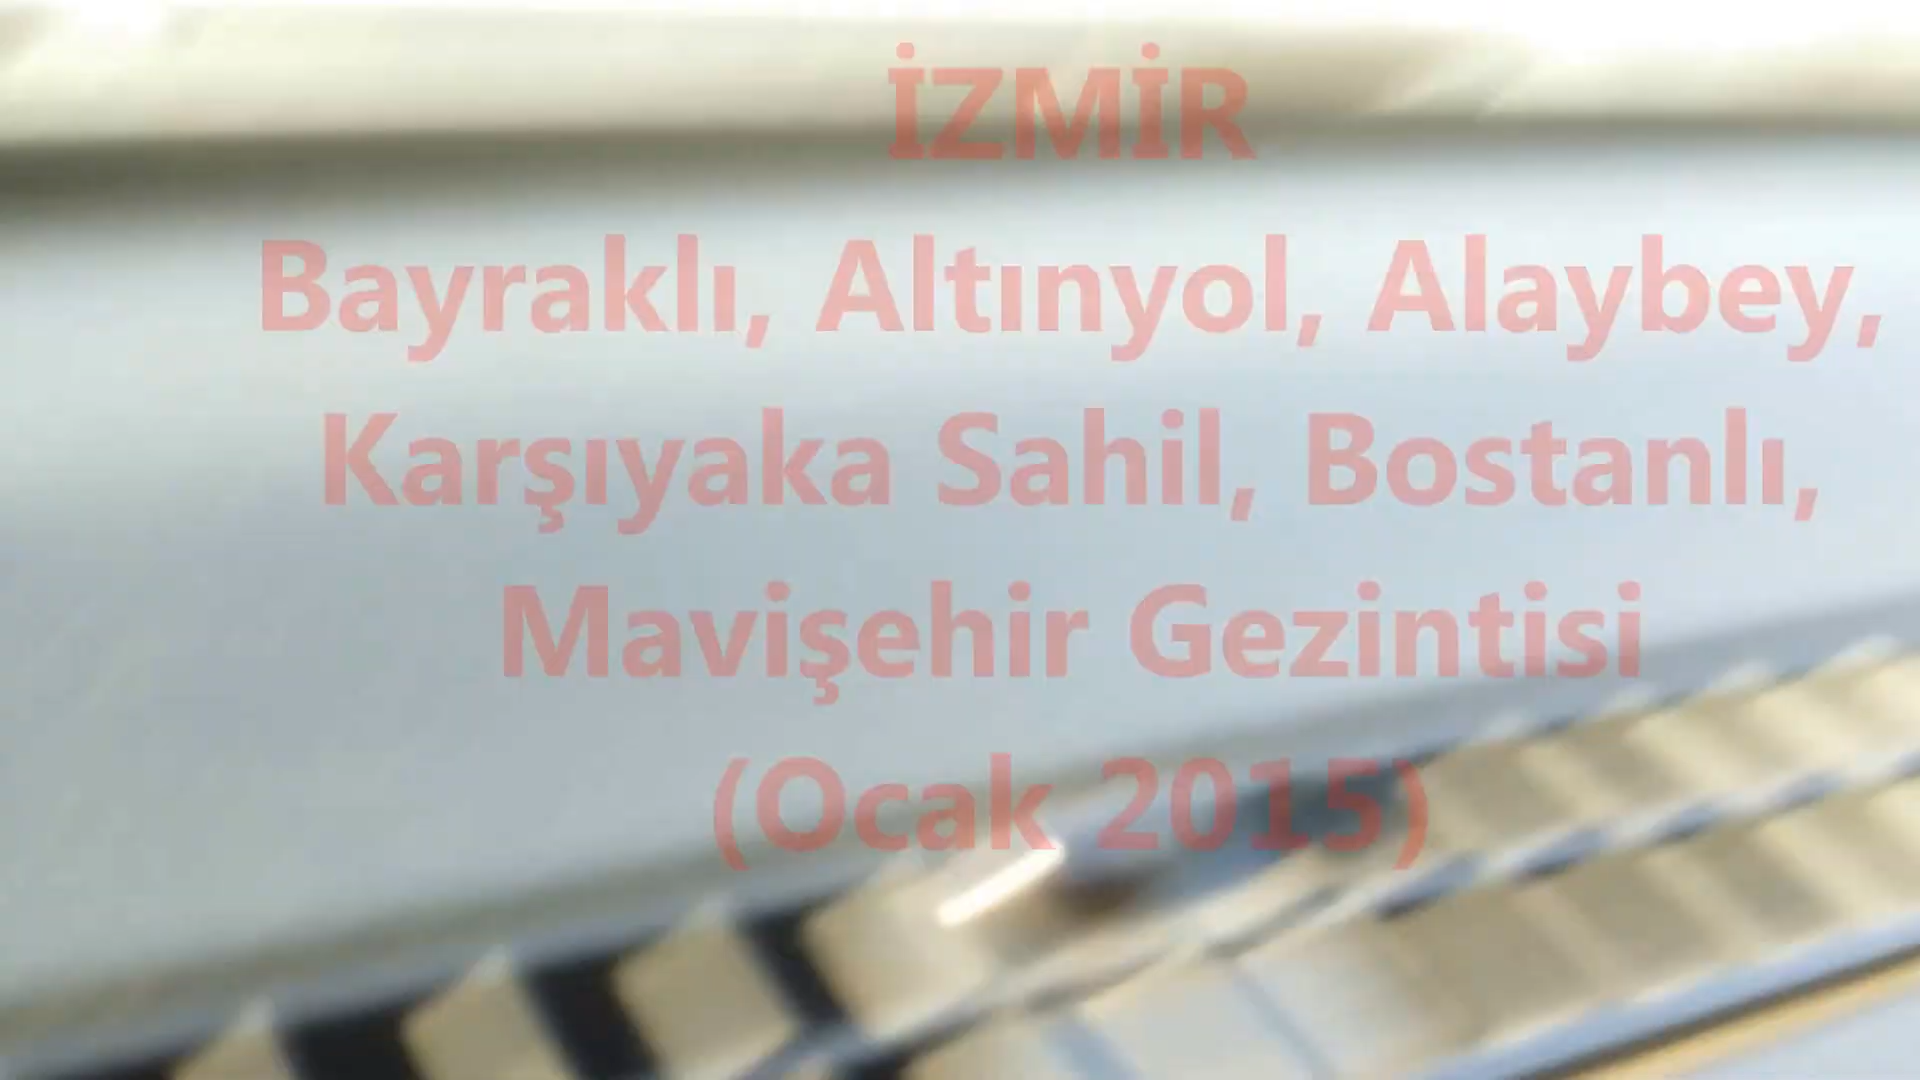 İZMİR
Bayraklı, Altınyol, Alaybey,
Karşıyaka Sahil, Bostanlı,
Mavişehir Gezintisi
(Ocak 2015)